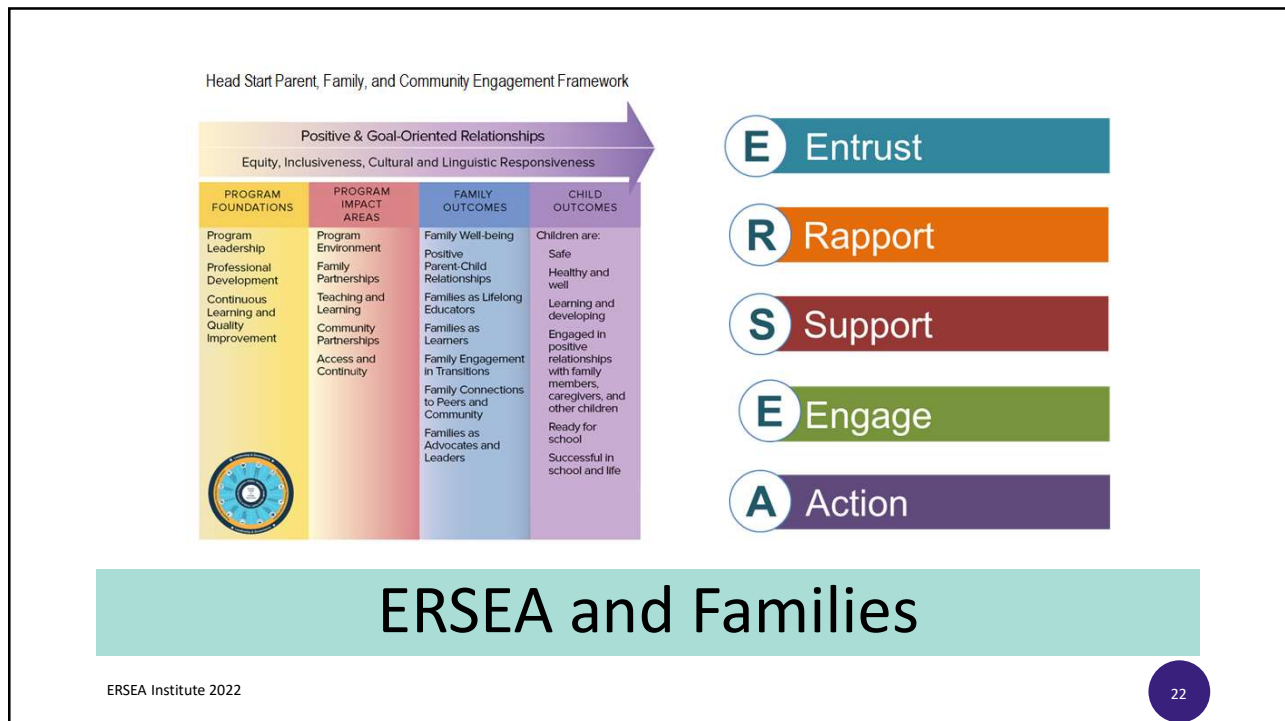 Head Start Parent, Family, and Community Engagement Framework
Positive & Goal-Oriented Relationships
Equity, Inclusiveness, Cultural and Linguistic Responsiveness
PROGRAM
FOUNDATIONS
Program
Leadership
Professional
Development
Continuous
Learning and
Quality
Improvement
PROGRAM
IMPACT
AREAS
Program
Environment
Family
Partnerships
Teaching and
Learning
Community
Partnerships
Access and
Continuity
FAMILY
OUTCOMES
Family Well-being
Positive
Parent-Child
Relationships
Families as Lifelong
Educators
Families as
Learners
Family Engagement
in Transitions
Family Connections
to Peers and
Community
Families as
Advocates and
Leaders
CHILD
OUTCOMES
Children are:
Safe
Healthy and
well
Learning and
developing
Engaged in
positive
relationships
with family
members,
caregivers, and
other children
Ready for
school
Successful in
school and life
E Entrust
R Rapport
S Support
E Engage
A Action
ERSEA and Families
ERSEA Institute 2022
22